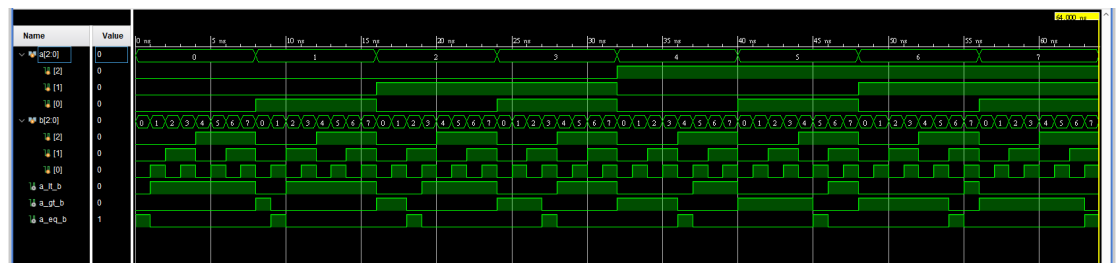 64.000 ns
Name Value
0 ns 5 ns 10 ns 15 ns 20 ns 25 ns 30 ns 35 ns 40 ns 45 ns 50 ns 55 ns 60 ns
a[2:0] 0 0 1 2 3 4 5 6 7
[2] 0
[1] 0
[0] 0
b[2:0] 0 0 1 2 3 4 5 6 7 0 1 2 3 4 5 6 7 0 1 2 3 4 5 6 7 0 1 2 3 4 5 6 7 0 1 2 3 4 5 6 7 0 1 2 3 4 5 6 7 0 1 2 3 4 5 6 7 0 1 2 3 4 5 6 7
[2] 0
[1] 0
[0] 0
a_lt_b 0
a_gt_b 0
a_eq_b 1